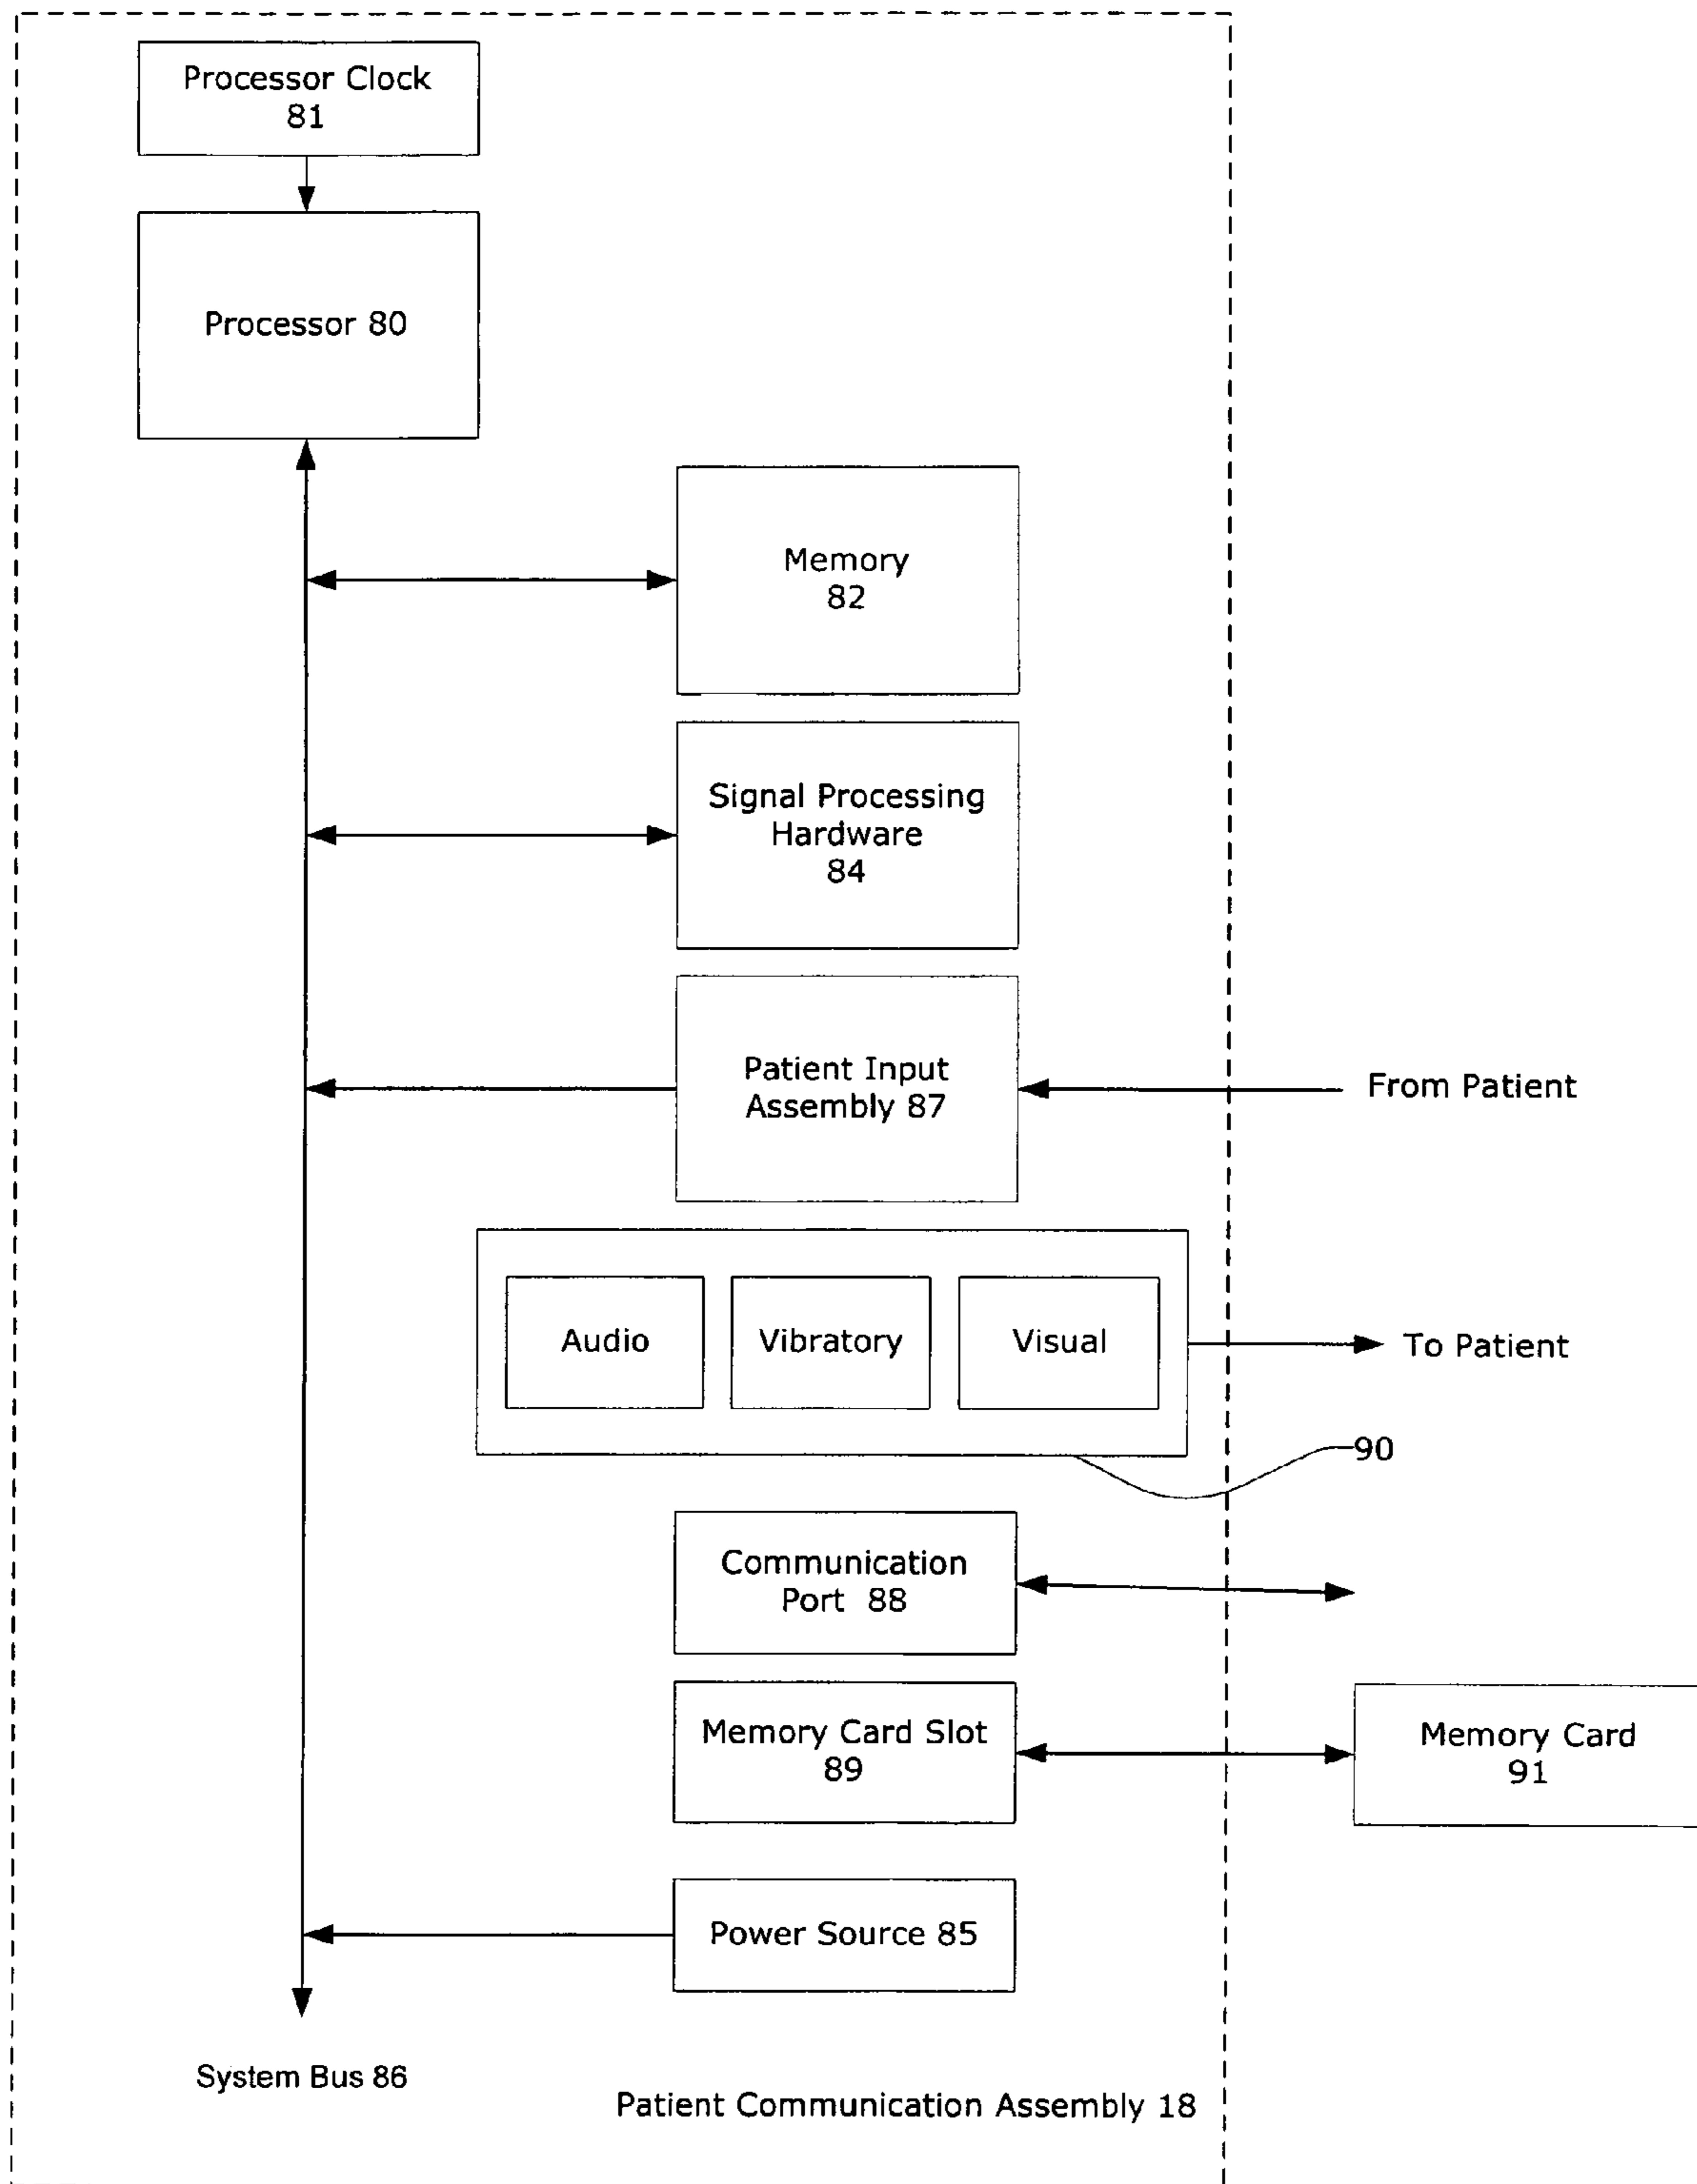 Processor Clock
81
Processor 80
Memory
82
Signal Processing
Hardware
84
Patient Input
Assembly 87
From Patient
Audio
Vibratory
Visual
To Patient
90
Communication
Port 88
Memory Card Slot
89
Memory Card
91
Power Source 85
System Bus 86
Patient Communication Assembly 18